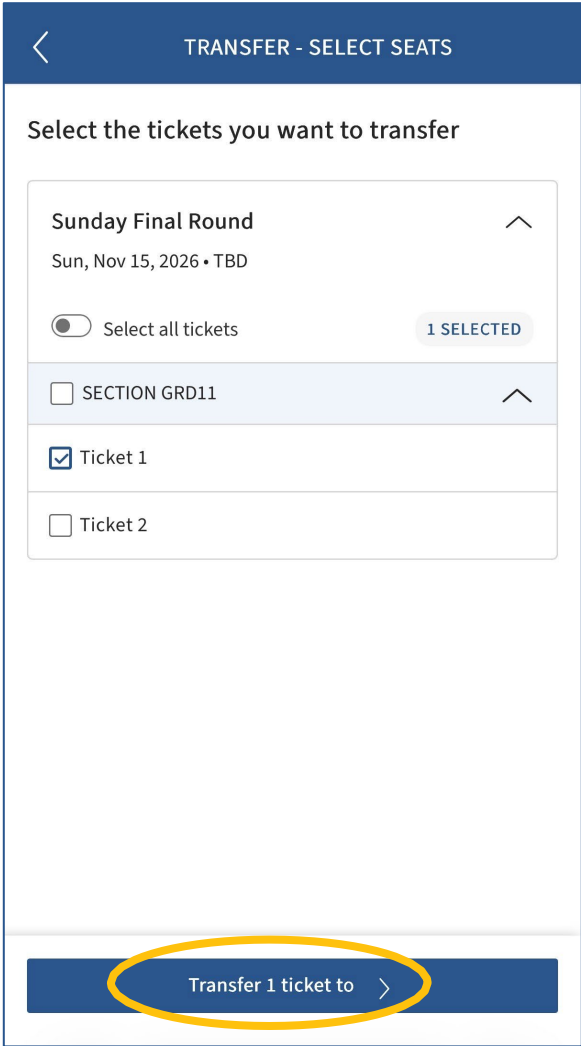 TRANSFER - SELECT SEATS
Select the tickets you want to transfer
Sunday Final Round
Sun, Nov 15, 2026 • TBD
Select all tickets
1 SELECTED
SECTION GRD11
Ticket 1
Ticket 2
Transfer 1 ticket to